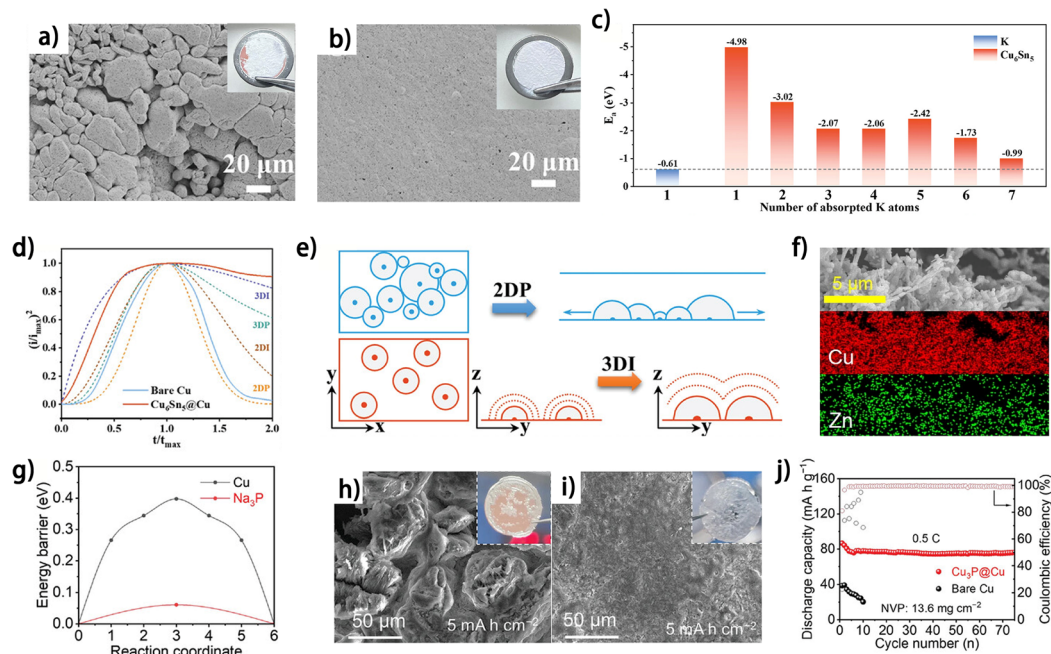 a)
20 μm
b)
20 μm
c)
E_a (eV)
-5
-4
-3
-2
-1
0
-0.61
-4.98
-3.02
-2.07
-2.06
-2.42
-1.73
-0.99
K
Cu₆Sn₅
1 1 2 3 4 5 6 7
Number of absorpted K atoms
d)
(i/i_max)²
1.0
0.8
0.6
0.4
0.2
0.0
3DI
3DP
2DI
2DP
Bare Cu
Cu₆Sn₅@Cu
0.0 0.5 1.0 1.5 2.0
t/t_max
e)
2DP
3DI
y
x
z
y
z
y
f)
5 μm
Cu
Zn
g)
Energy barrier (eV)
0.5
0.4
0.3
0.2
0.1
0.0
Cu
Na₃P
0 1 2 3 4 5 6
Reaction coordinate
h)
50 μm
5 mA h cm⁻²
i)
50 μm
5 mA h cm⁻²
j)
Discharge capacity (mA h g⁻¹)
160
120
80
40
0
0.5 C
Cu₃P@Cu
Bare Cu
NVP: 13.6 mg cm⁻²
0 10 20 30 40 50 60 70
Cycle number (n)
100
80
60
40
20
0
Coulombic efficiency (%)